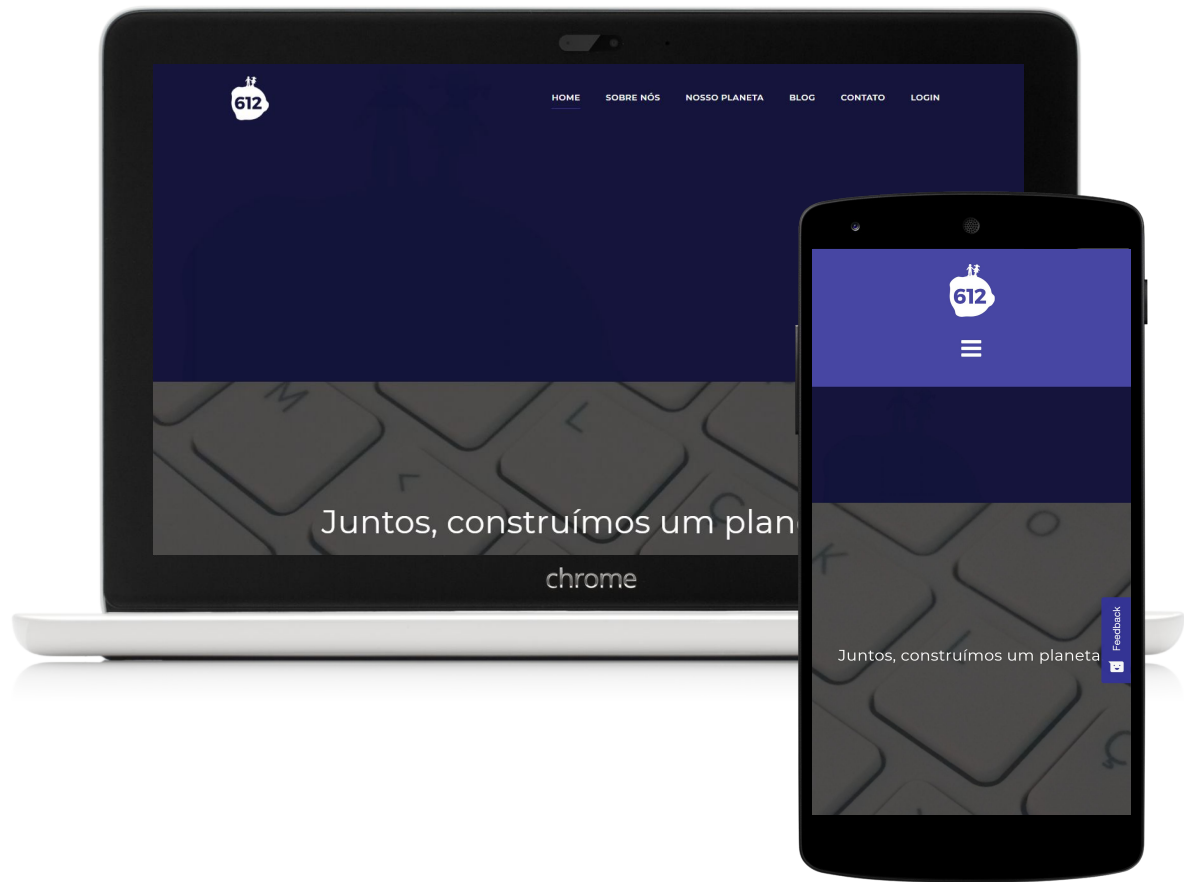 612
HOME SOBRE NÓS NOSSO PLANETA BLOG CONTATO LOGIN
M
L
<
Ç
Juntos, construímos um plan
chrome
612
O
K
L
Feedback
Juntos, construímos um planeta
Ç